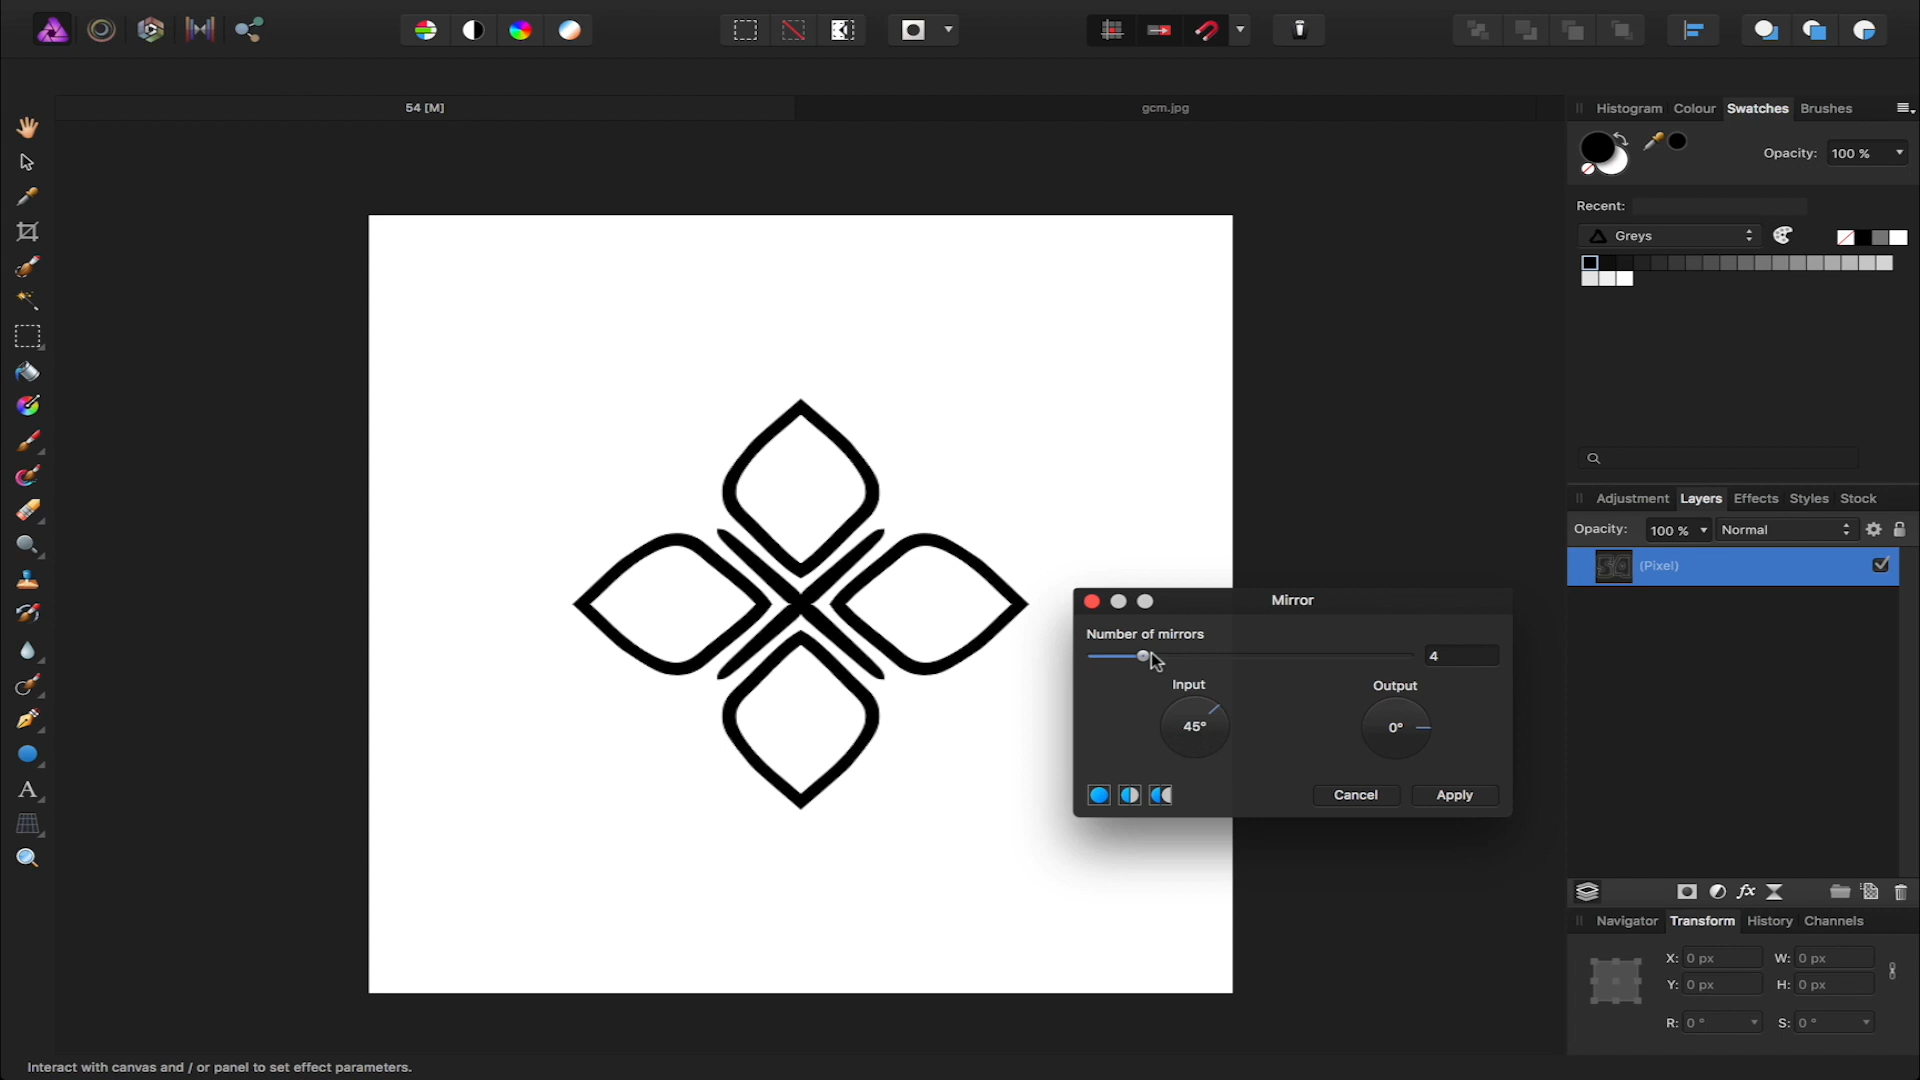 54 [M]
gcm.jpg
Histogram Colour Swatches Brushes
Opacity: 100 %
Recent:
Greys
Adjustment Layers Effects Styles Stock
Opacity: 100 % Normal
(Pixel)
Mirror
Number of mirrors
4
Input
Output
45°
0°
Cancel
Apply
fx
Navigator Transform History Channels
X: 0 px W: 0 px
Y: 0 px H: 0 px
R: 0 ° S: 0 °
A
Interact with canvas and / or panel to set effect parameters.